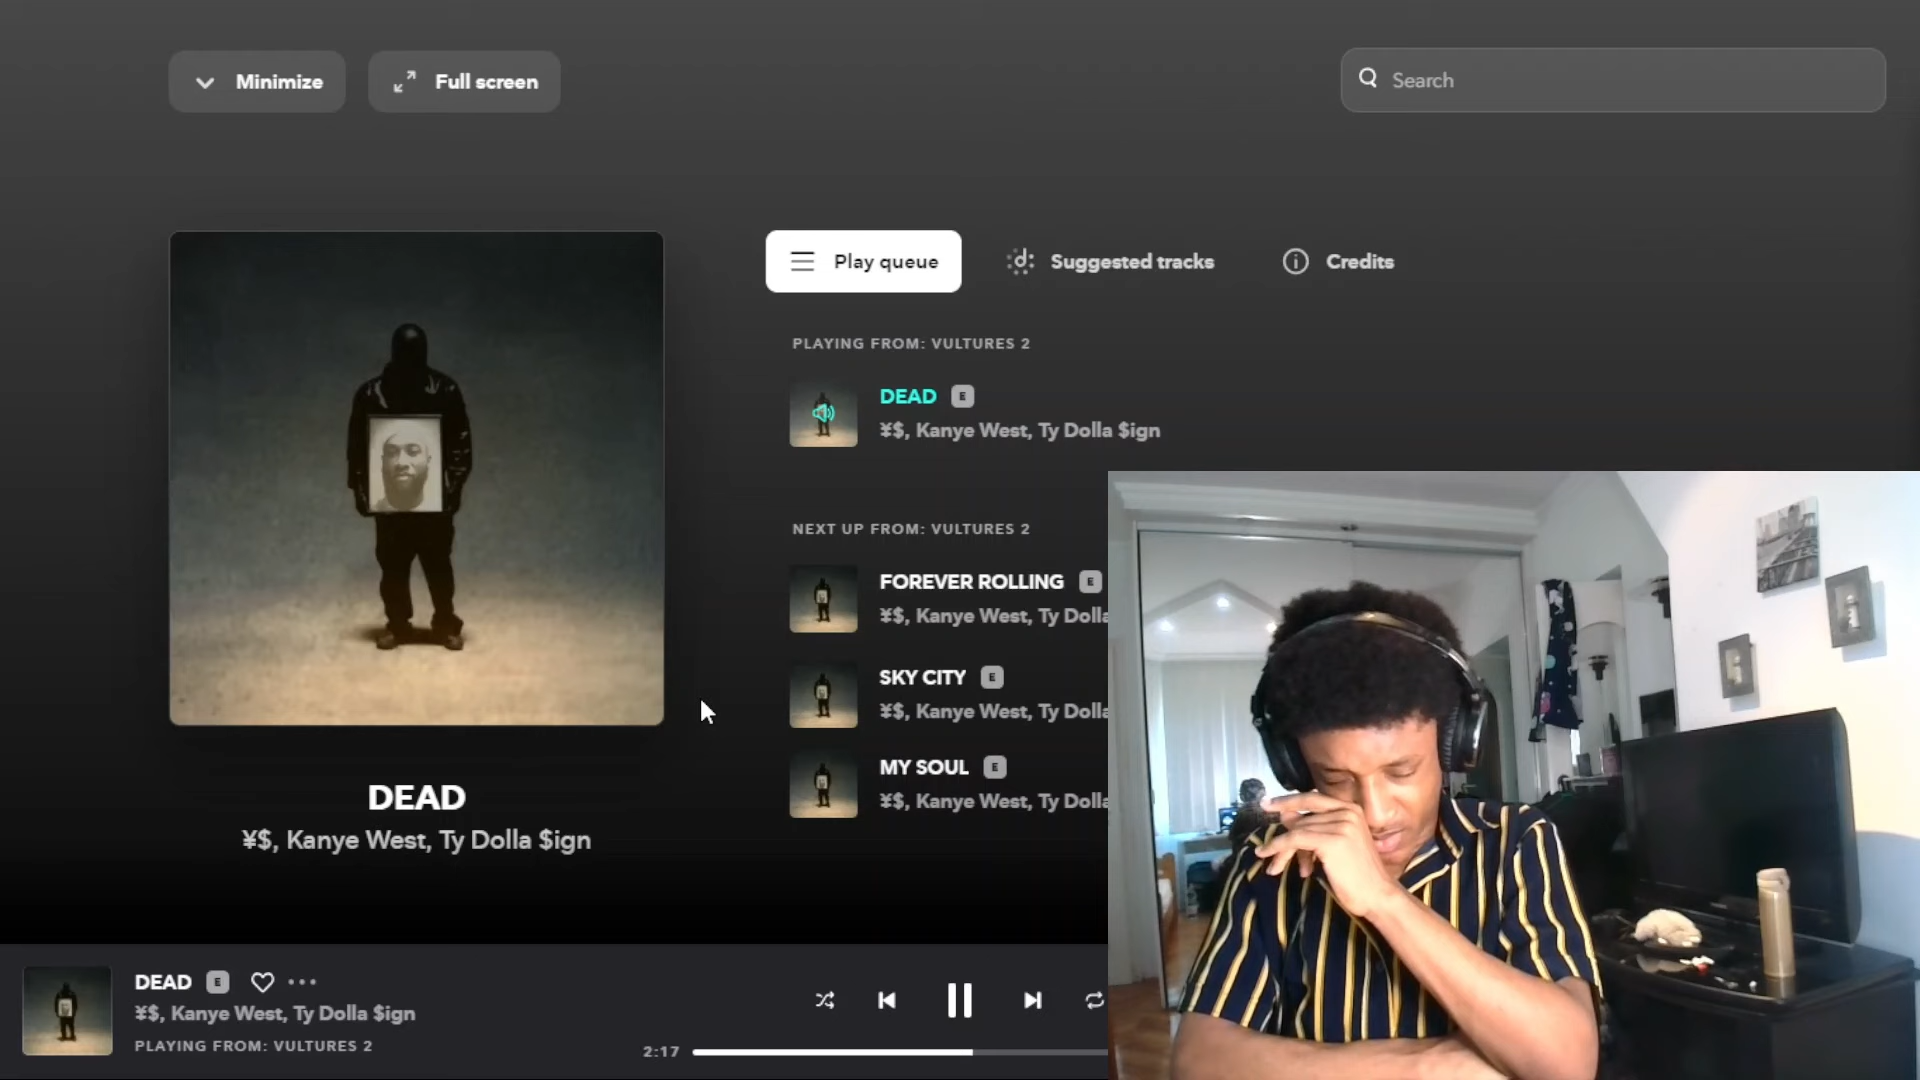 Minimize
Full screen
Search
Play queue
Suggested tracks
Credits
PLAYING FROM: VULTURES 2
DEAD E
¥$, Kanye West, Ty Dolla $ign
NEXT UP FROM: VULTURES 2
FOREVER ROLLING E
¥$, Kanye West, Ty Dolla
SKY CITY E
¥$, Kanye West, Ty Dolla
MY SOUL E
¥$, Kanye West, Ty Dolla
DEAD
¥$, Kanye West, Ty Dolla $ign
DEAD E
¥$, Kanye West, Ty Dolla $ign
PLAYING FROM: VULTURES 2
2:17